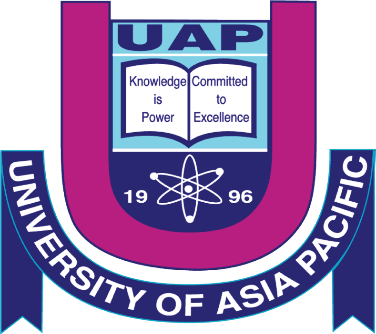 UAP
Knowledge
is
Power
Committed
to
Excellence
19 96
UNIVERSITY OF ASIA PACIFIC